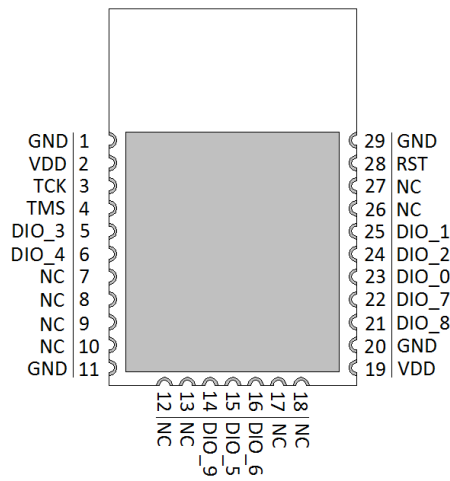 GND 1
VDD 2
TCK 3
TMS 4
DIO_3 5
DIO_4 6
NC 7
NC 8
NC 9
NC 10
GND 11
12 NC
13 NC
14 DIO_9
15 DIO_5
16 DIO_6
17 NC
18 NC
29 GND
28 RST
27 NC
26 NC
25 DIO_1
24 DIO_2
23 DIO_0
22 DIO_7
21 DIO_8
20 GND
19 VDD